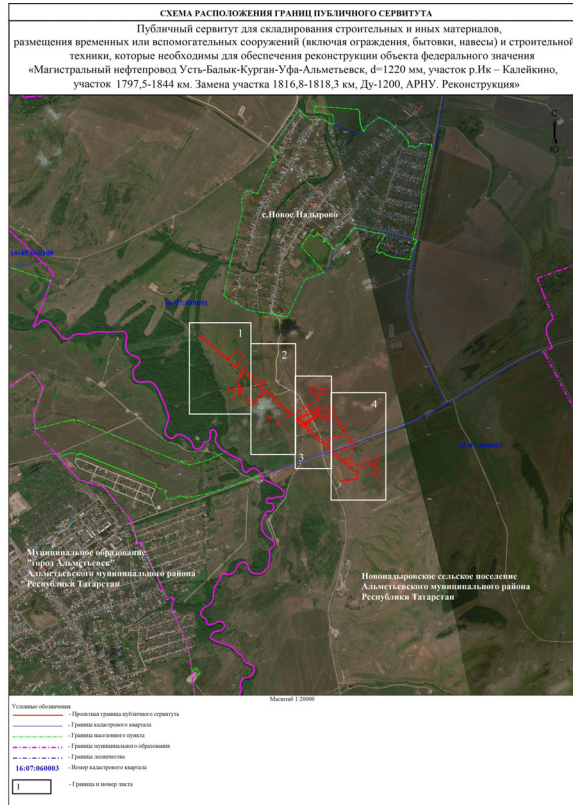 СХЕМА РАСПОЛОЖЕНИЯ ГРАНИЦ ПУБЛИЧНОГО СЕРВИТУТА
Публичный сервитут для складирования строительных и иных материалов,
размещения временных или вспомогательных сооружений (включая ограждения, бытовки, навесы) и строительной
техники, которые необходимы для обеспечения реконструкции объекта федерального значения
«Магистральный нефтепровод Усть-Балык-Курган-Уфа-Альметьевск, d=1220 мм, участок р.Ик – Калейкино,
участок 1797,5-1844 км. Замена участка 1816,8-1818,3 км, Ду-1200, АРНУ. Реконструкция»
С
Ю
с.Новое Надырово
16:45:060108
16:07:060001
1
2
3
4
16:07:060003
Муниципальное образование
"город Альметьевск"
Альметьевского муниципального района
Республики Татарстан
Новонадыровское сельское поселение
Альметьевского муниципального района
Республики Татарстан
Масштаб 1:20000
Условные обозначения
- Проектная граница публичного сервитута
- Граница кадастрового квартала
- Граница населенного пункта
- Граница муниципального образования
- Граница лесничества
16:07:060003 - Номер кадастрового квартала
1 - Граница и номер листа